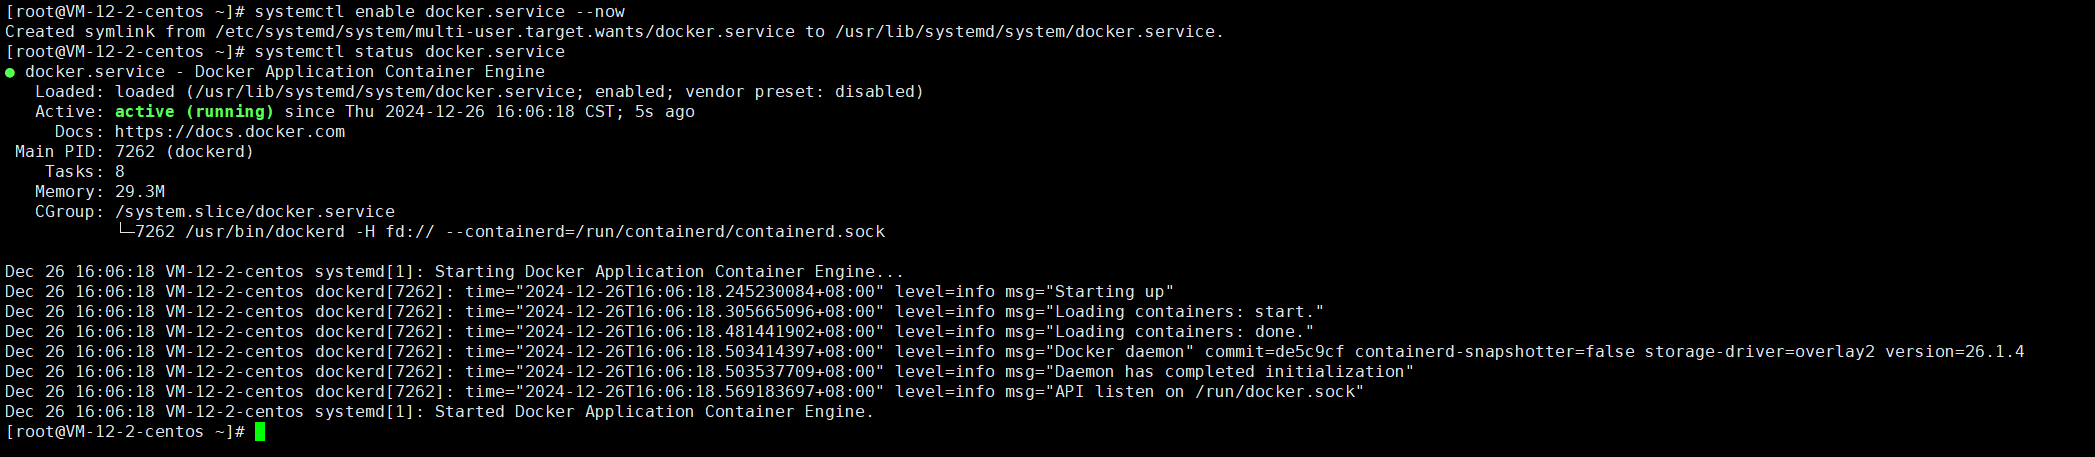 [root@VM-12-2-centos ~]# systemctl enable docker.service --now
Created symlink from /etc/systemd/system/multi-user.target.wants/docker.service to /usr/lib/systemd/system/docker.service.
[root@VM-12-2-centos ~]# systemctl status docker.service
● docker.service - Docker Application Container Engine
   Loaded: loaded (/usr/lib/systemd/system/docker.service; enabled; vendor preset: disabled)
   Active: active (running) since Thu 2024-12-26 16:06:18 CST; 5s ago
     Docs: https://docs.docker.com
 Main PID: 7262 (dockerd)
    Tasks: 8
   Memory: 29.3M
   CGroup: /system.slice/docker.service
           └─7262 /usr/bin/dockerd -H fd:// --containerd=/run/containerd/containerd.sock

Dec 26 16:06:18 VM-12-2-centos systemd[1]: Starting Docker Application Container Engine...
Dec 26 16:06:18 VM-12-2-centos dockerd[7262]: time="2024-12-26T16:06:18.245230084+08:00" level=info msg="Starting up"
Dec 26 16:06:18 VM-12-2-centos dockerd[7262]: time="2024-12-26T16:06:18.305665096+08:00" level=info msg="Loading containers: start."
Dec 26 16:06:18 VM-12-2-centos dockerd[7262]: time="2024-12-26T16:06:18.481441902+08:00" level=info msg="Loading containers: done."
Dec 26 16:06:18 VM-12-2-centos dockerd[7262]: time="2024-12-26T16:06:18.503414397+08:00" level=info msg="Docker daemon" commit=de5c9cf containerd-snapshotter=false storage-driver=overlay2 version=26.1.4
Dec 26 16:06:18 VM-12-2-centos dockerd[7262]: time="2024-12-26T16:06:18.503537709+08:00" level=info msg="Daemon has completed initialization"
Dec 26 16:06:18 VM-12-2-centos dockerd[7262]: time="2024-12-26T16:06:18.569183697+08:00" level=info msg="API listen on /run/docker.sock"
Dec 26 16:06:18 VM-12-2-centos systemd[1]: Started Docker Application Container Engine.
[root@VM-12-2-centos ~]#